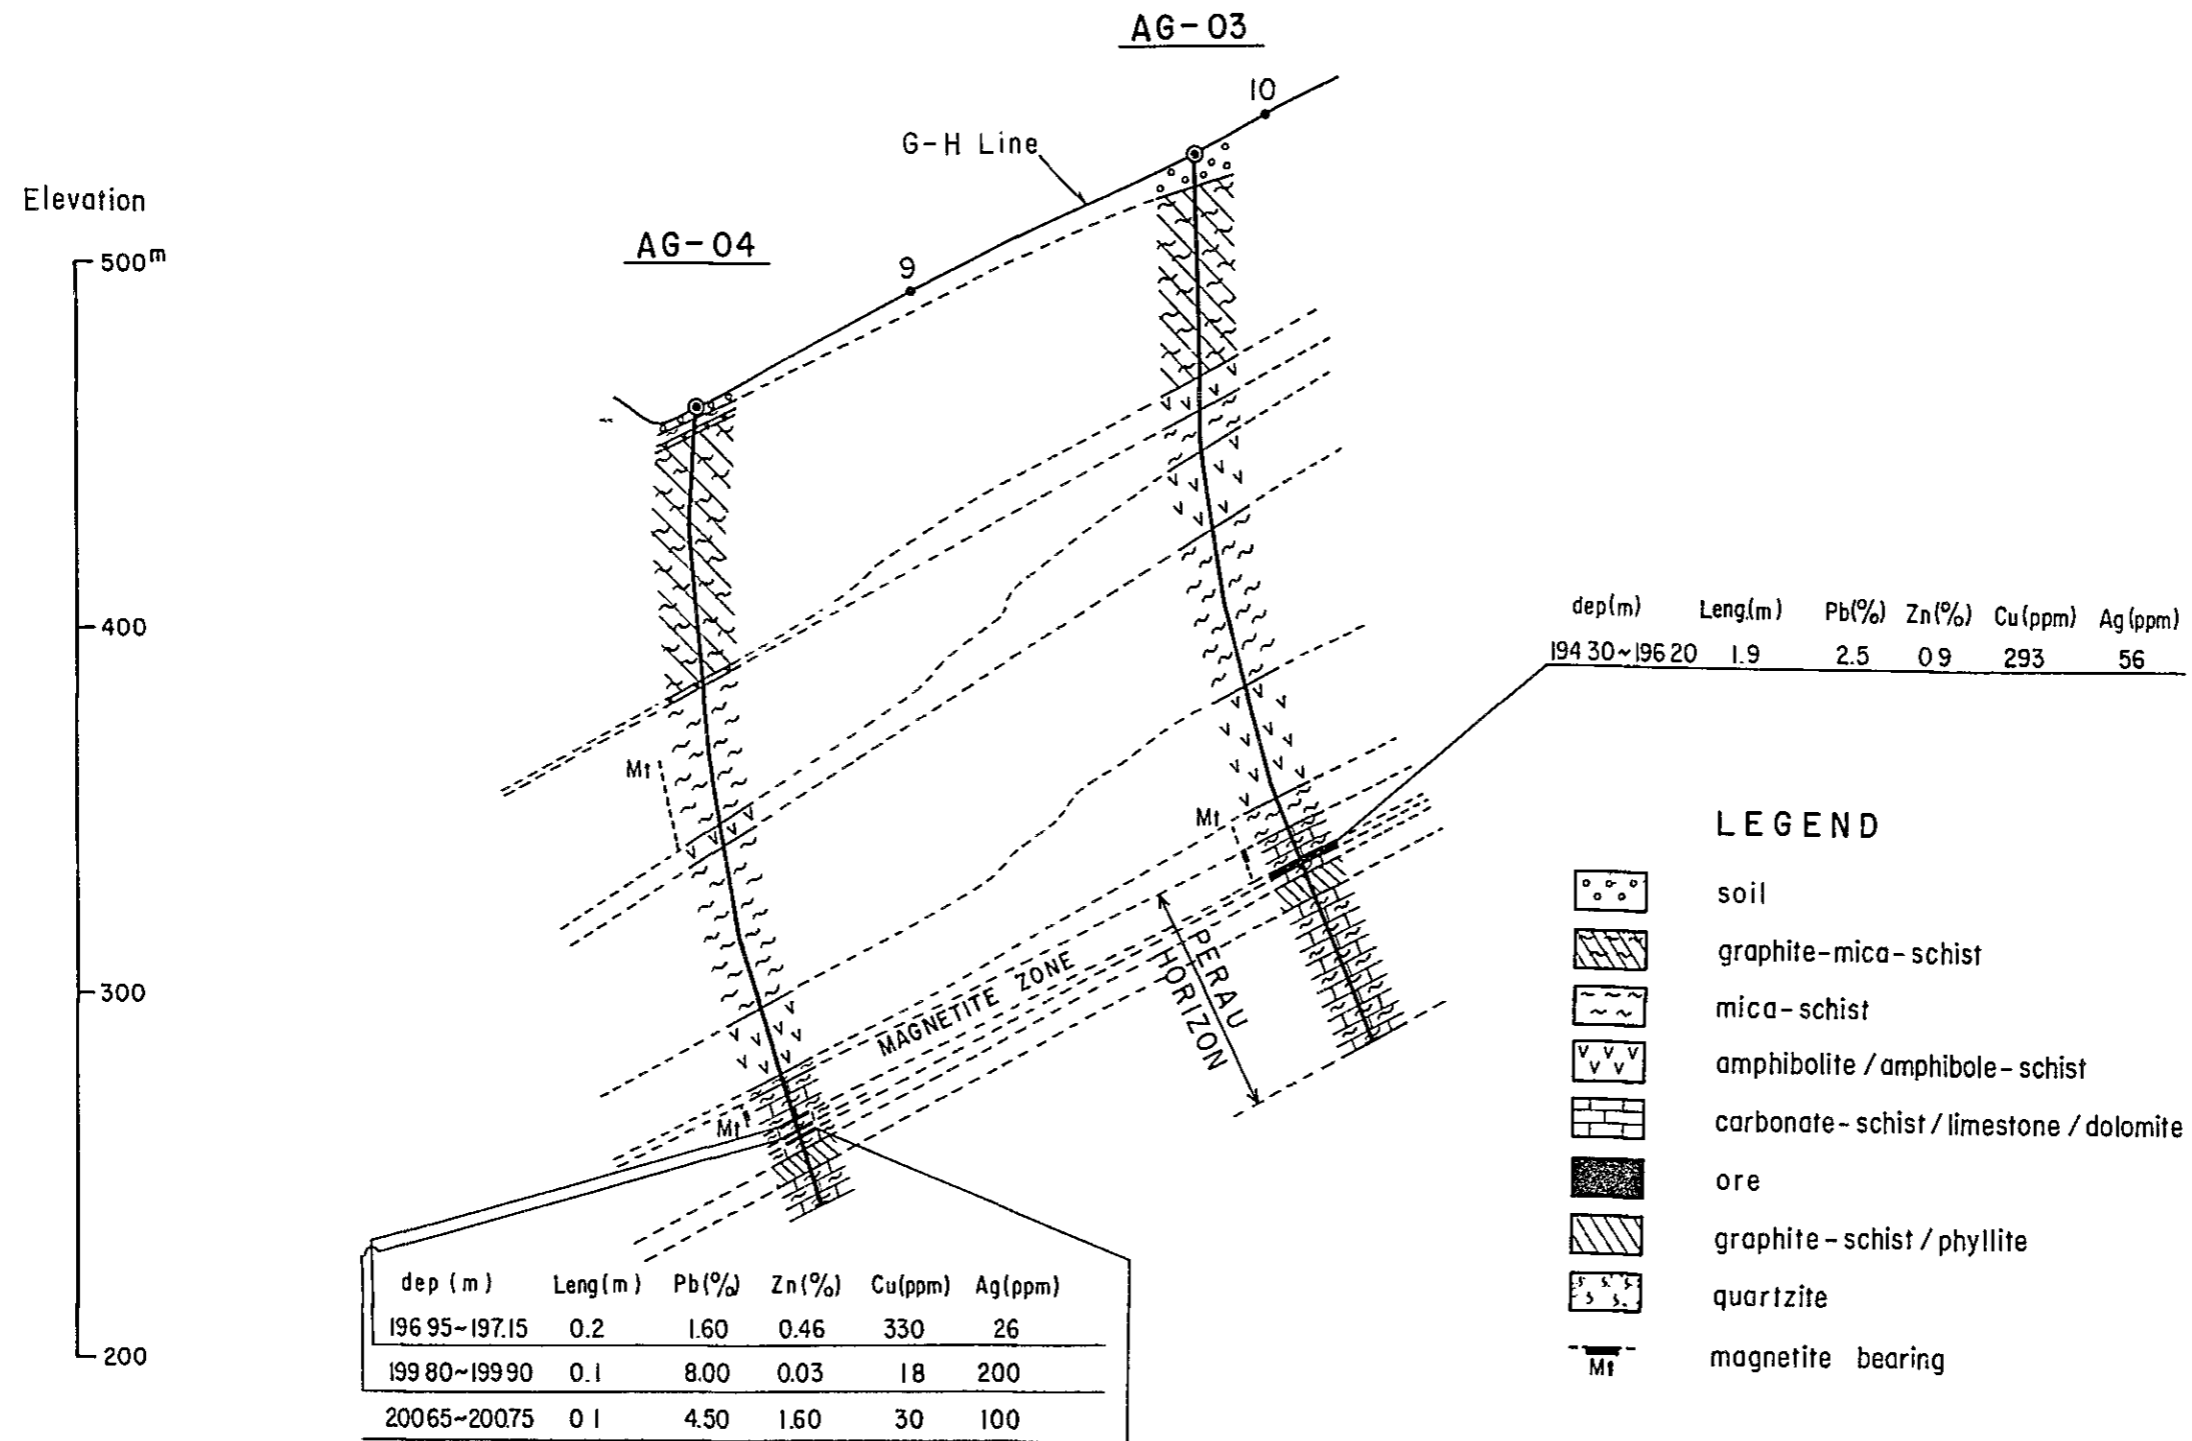 AG-03
10
G-H Line
Elevation
AG-04
500m
9
400
dep(m) Leng.(m) Pb(%) Zn(%) Cu(ppm) Ag(ppm)
194 30~196 20 1.9 2.5 0 9 293 56
Mt
Mt
LEGEND
soil
graphite-mica-schist
PERAU
HORIZON
MAGNETITE ZONE
300
mica-schist
amphibolite / amphibole-schist
Mt
carbonate-schist / limestone / dolomite
ore
graphite-schist / phyllite
dep (m) Leng(m) Pb(%) Zn(%) Cu(ppm) Ag(ppm)
196 95~197.15 0.2 1.60 0.46 330 26
199 80~199 90 0.1 8.00 0.03 18 200
200 65~200.75 0 1 4.50 1.60 30 100
quartzite
200
Mt magnetite bearing